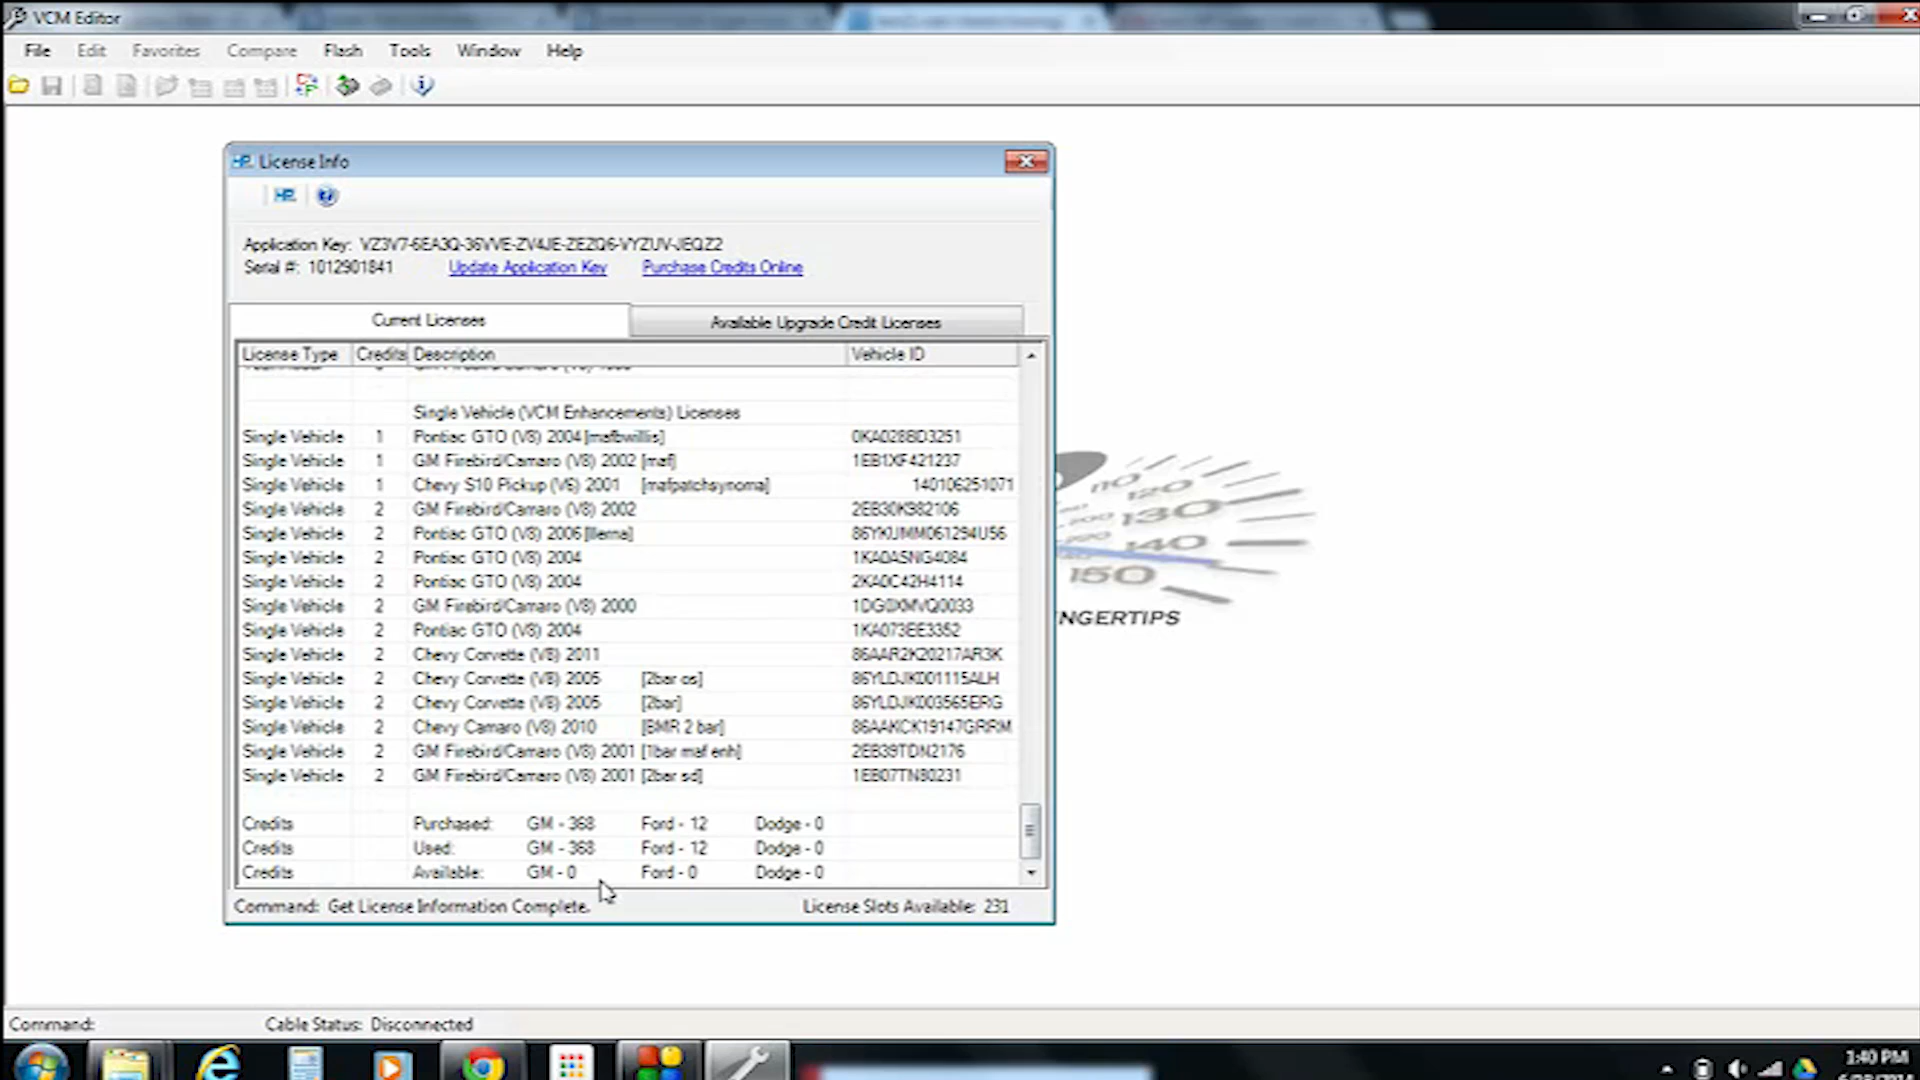 VCM Editor
File Edit Favorites Compare Flash Tools Window Help
License Info
Application Key: VZ3V7-6EA3Q-36VVE-ZV4JE-ZEZQ6-VYZUV-JEQZ2
Serial #: 1012901841 Update Application Key Purchase Credits Online
Current Licenses Available Upgrade Credit Licenses
License Type Credits Description Vehicle ID
Single Vehicle (VCM Enhancements) Licenses
Single Vehicle 1 Pontiac GTO (V8) 2004 [mafbwillis] 0KA028BD3251
Single Vehicle 1 GM Firebird/Camaro (V8) 2002 [maf] 1EB1XF421237
Single Vehicle 1 Chevy S10 Pickup (V6) 2001 [mafpatchsynoma] 140106251071
Single Vehicle 2 GM Firebird/Camaro (V8) 2002 2EB30K982106
Single Vehicle 2 Pontiac GTO (V8) 2006 [llerna] 86YKIJMM061294U56
Single Vehicle 2 Pontiac GTO (V8) 2004 1KA0ASNG4084
Single Vehicle 2 Pontiac GTO (V8) 2004 2KA0C42H4114
Single Vehicle 2 GM Firebird/Camaro (V8) 2000 1DG0XMVQ0033
Single Vehicle 2 Pontiac GTO (V8) 2004 1KA073EE3352
Single Vehicle 2 Chevy Corvette (V8) 2011 86AAR2K20217AR3K
Single Vehicle 2 Chevy Corvette (V8) 2005 [2bar os] 86YLDJK001115ALH
Single Vehicle 2 Chevy Corvette (V8) 2005 [2bar] 86YLDJK003565ERG
Single Vehicle 2 Chevy Camaro (V8) 2010 [BMR 2 bar] 86AAKCK19147GRRM
Single Vehicle 2 GM Firebird/Camaro (V8) 2001 [1bar maf enh] 2EB39TDN2176
Single Vehicle 2 GM Firebird/Camaro (V8) 2001 [2bar sd] 1EB07TN80231
Credits Purchased: GM - 368 Ford - 12 Dodge - 0
Credits Used: GM - 368 Ford - 12 Dodge - 0
Credits Available: GM - 0 Ford - 0 Dodge - 0
Command: Get License Information Complete. License Slots Available: 231
110
120
130
140
150
NGERTIPS
Command: Cable Status: Disconnected
1:40 PM